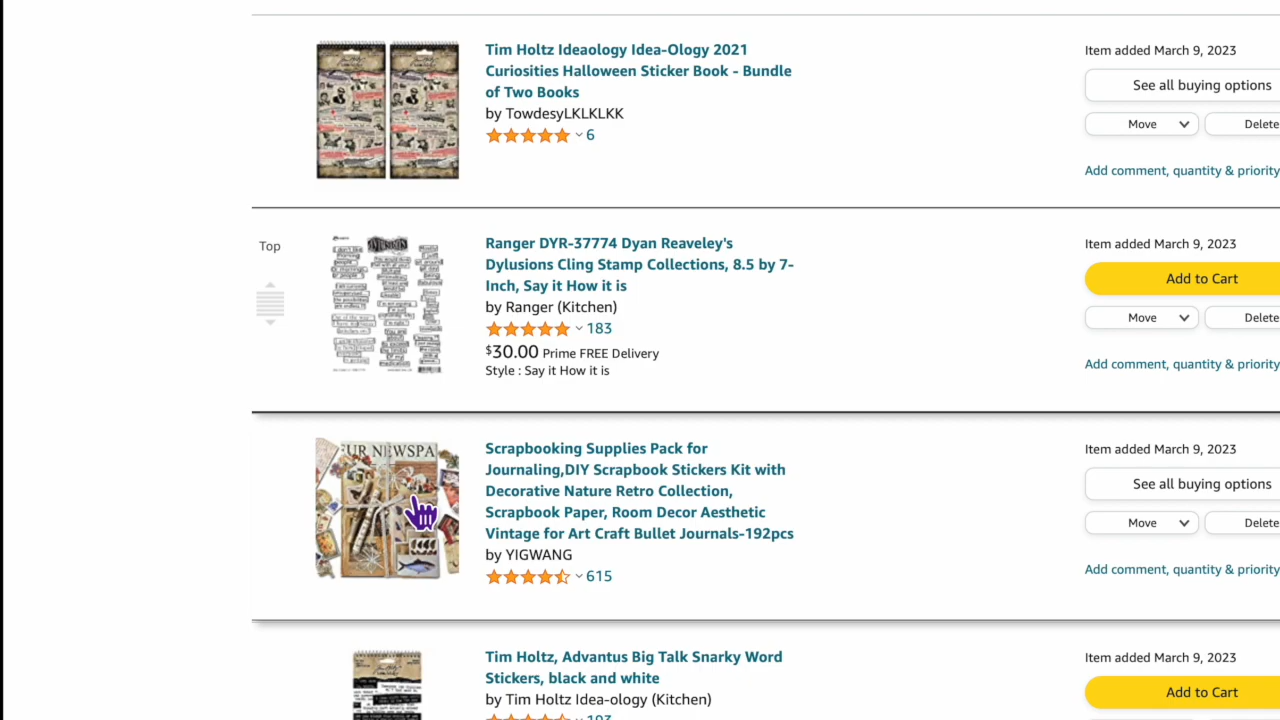 Tim Holtz Ideaology Idea-Ology 2021
Curiosities Halloween Sticker Book - Bundle
of Two Books
by TowdesyLKLKLKK
6
Item added March 9, 2023
See all buying options
Move
Delete
Add comment, quantity & priority
Top
Ranger DYR-37774 Dyan Reaveley's
Dylusions Cling Stamp Collections, 8.5 by 7-
Inch, Say it How it is
by Ranger (Kitchen)
183
$30.00 Prime FREE Delivery
Style : Say it How it is
Item added March 9, 2023
Add
Move
Delete
Add comment, quantity & priority
UR NEWSPA
Scrapbooking Supplies Pack for
Journaling,DIY Scrapbook Stickers Kit with
Decorative Nature Retro Collection,
Scrapbook Paper, Room Decor Aesthetic
Vintage for Art Craft Bullet Journals-192pcs
by YIGWANG
615
Item added March 9, 2023
See all buying options
Move
Delete
Add comment, quantity & priority
Tim Holtz, Advantus Big Talk Snarky Word
Stickers, black and white
by Tim Holtz Idea-ology (Kitchen)
193
Item added March 9, 2023
Add to Cart